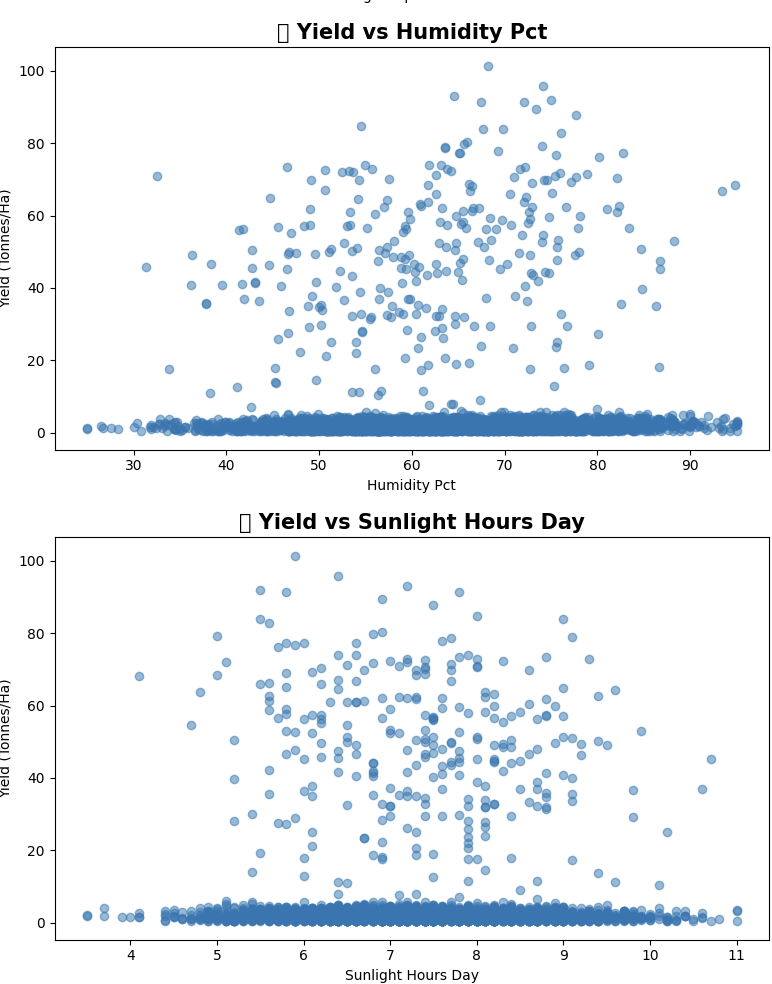 Yield vs Humidity Pct
100
80
60
40
20
0
Yield (Tonnes/Ha)
30 40 50 60 70 80 90
Humidity Pct
Yield vs Sunlight Hours Day
100
80
60
40
20
0
Yield (Tonnes/Ha)
4 5 6 7 8 9 10 11
Sunlight Hours Day